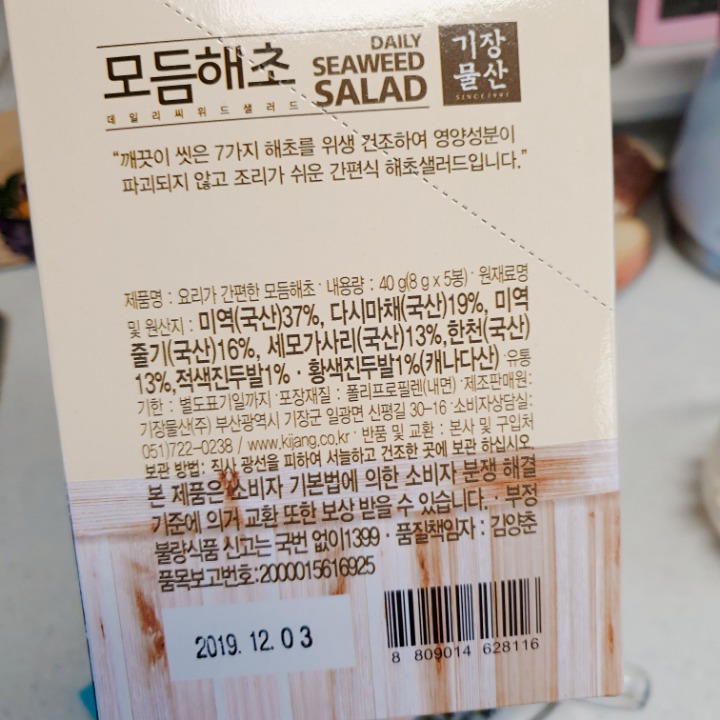 모듬해초
DAILY
SEAWEED
SALAD
데일리씨위드샐러드
기장
물산
SINCE 1991
"깨끗이 씻은 7가지 해초를 위생 건조하여 영양성분이
파괴되지 않고 조리가 쉬운 간편식 해초샐러드입니다."
제품명 : 요리가 간편한 모듬해초 · 내용량 : 40 g(8 g x 5봉) · 원재료명
및 원산지 : 미역(국산)37%, 다시마채(국산)19%, 미역
줄기(국산)16%, 세모가사리(국산)13%,한천(국산)
13%,적색진두발1% · 황색진두발1%(캐나다산) · 유통
기한 : 별도표기일까지 · 포장재질 : 폴리프로필렌(내면) · 제조판매원:
기장물산(주) 부산광역시 기장군 일광면 신평길 30-16 · 소비자상담실:
051)722-0238 / www.kijang.co.kr · 반품 및 교환 : 본사 및 구입처
보관 방법: 직사 광선을 피하여 서늘하고 건조한 곳에 보관 하십시오
본 제품은 소비자 기본법에 의한 소비자 분쟁 해결
기준에 의거 교환 또한 보상 받을 수 있습니다. · 부정
불량식품 신고는 국번 없이1399 · 품질책임자 : 김양춘
품목보고번호:2000015616925
2019. 12. 03
8 809014 628116